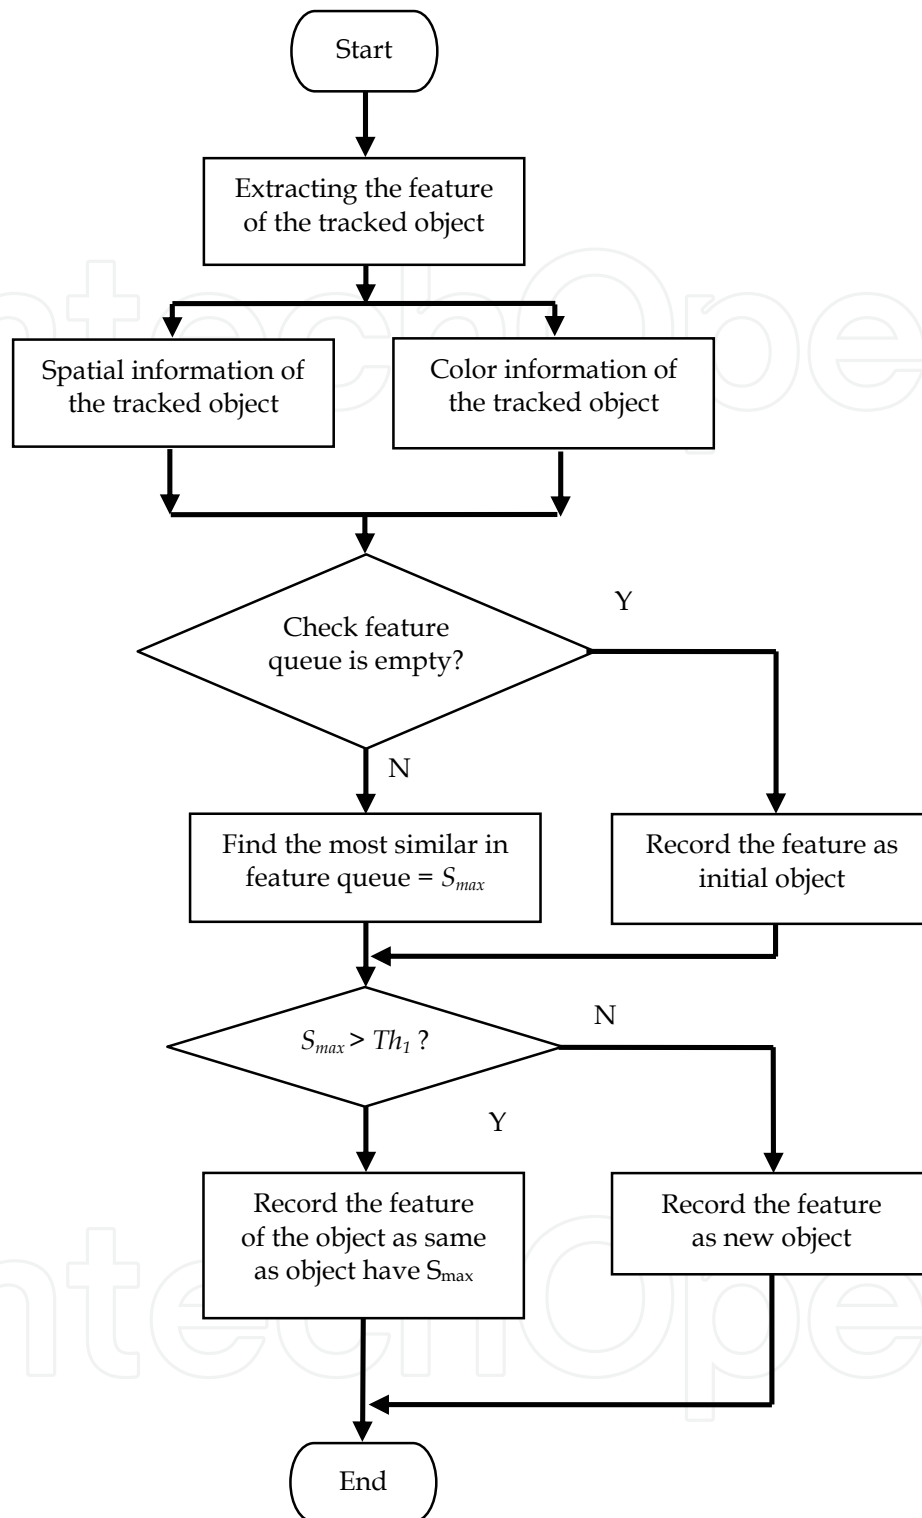 Start
Extracting the feature
of the tracked object
Spatial information of
the tracked object
Color information of
the tracked object
Check feature
queue is empty?
Y
N
Find the most similar in
feature queue = Smax
Record the feature as
initial object
Smax > Th1 ?
N
Y
Record the feature
of the object as same
as object have Smax
Record the feature
as new object
End
ntechOpe
ntechOpe